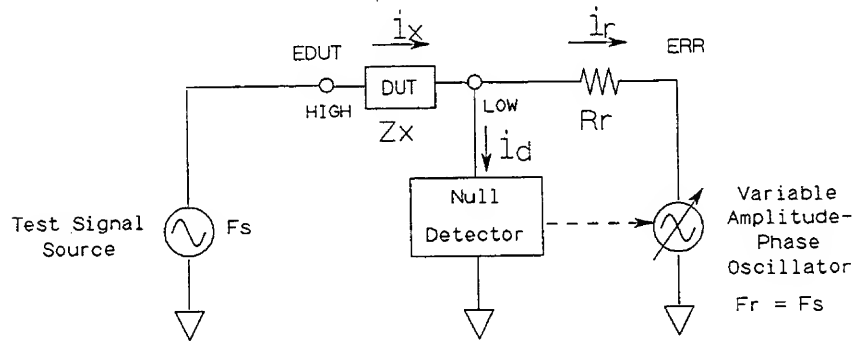 ix
ir
EDUT
ERR
DUT
HIGH
LOW
Zx
Rr
id
Test Signal
Source
Fs
Null
Detector
Variable
Amplitude-
Phase
Oscillator
Fr = Fs